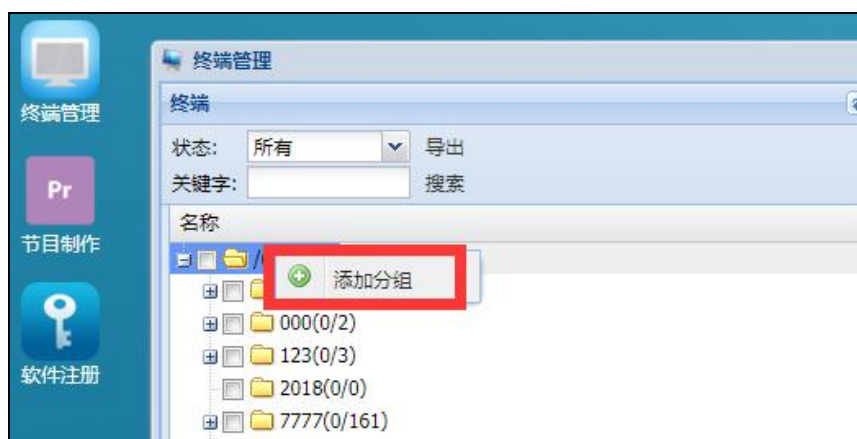 终端管理
Pr
节目制作
软件注册
终端管理
终端
状态: 所有 导出
关键字: 搜索
名称
/
添加分组
000(0/2)
123(0/3)
2018(0/0)
7777(0/161)